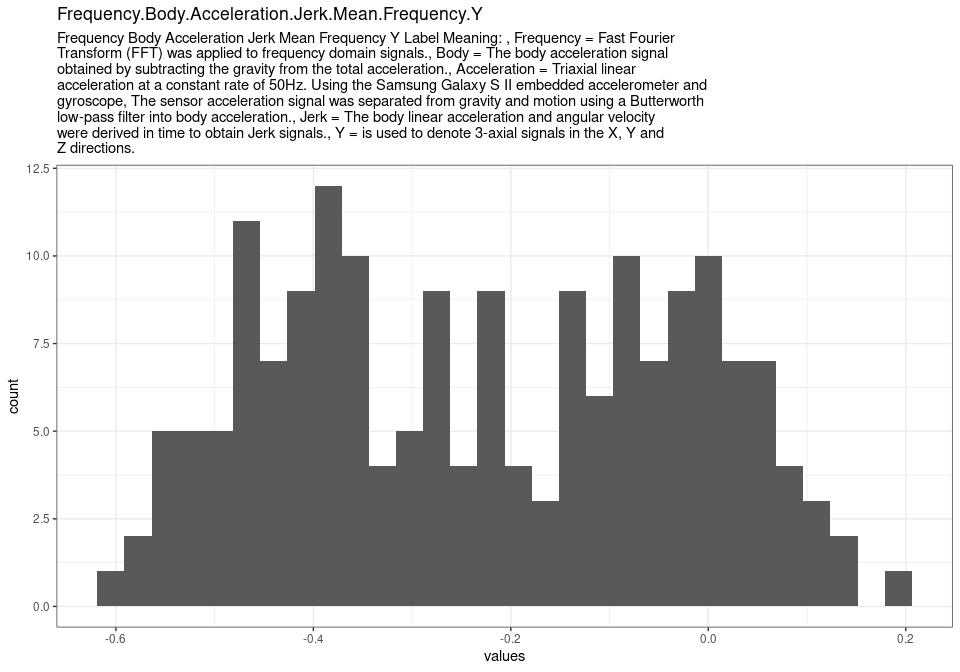 Frequency.Body.Acceleration.Jerk.Mean.Frequency.Y
Frequency Body Acceleration Jerk Mean Frequency Y Label Meaning: , Frequency = Fast Fourier
Transform (FFT) was applied to frequency domain signals., Body = The body acceleration signal
obtained by subtracting the gravity from the total acceleration., Acceleration = Triaxial linear
acceleration at a constant rate of 50Hz. Using the Samsung Galaxy S II embedded accelerometer and
gyroscope, The sensor acceleration signal was separated from gravity and motion using a Butterworth
low-pass filter into body acceleration., Jerk = The body linear acceleration and angular velocity
were derived in time to obtain Jerk signals., Y = is used to denote 3-axial signals in the X, Y and
Z directions.
12.5
10.0
7.5
5.0
2.5
0.0
count
-0.6 -0.4 -0.2 0.0 0.2
values